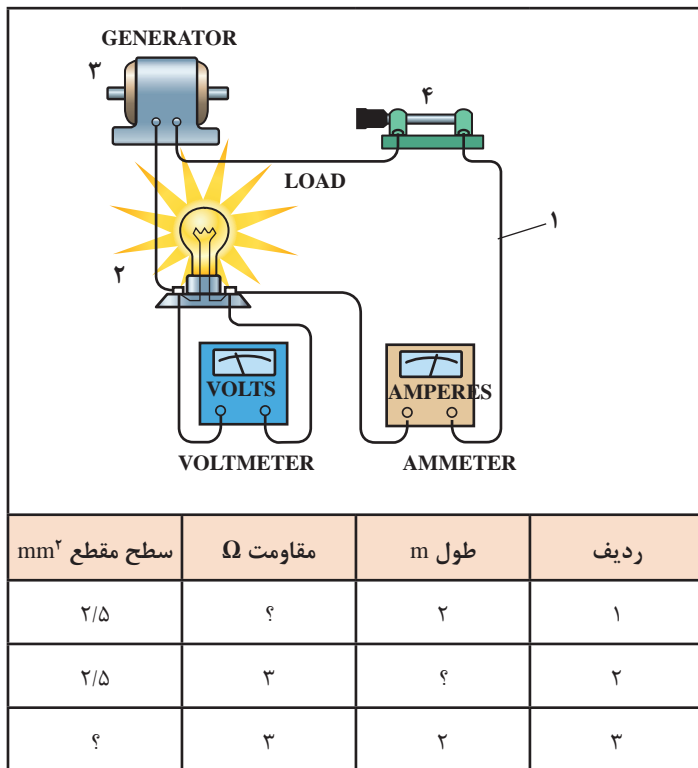 GENERATOR
۳
۴
LOAD
۱
۲
VOLTS
AMPERES
VOLTMETER
AMMETER
ردیف طول m مقاومت Ω سطح مقطع mm۲
۱ ۲ ؟ ۲/۵
۲ ؟ ۳ ۲/۵
۳ ۲ ۳ ؟